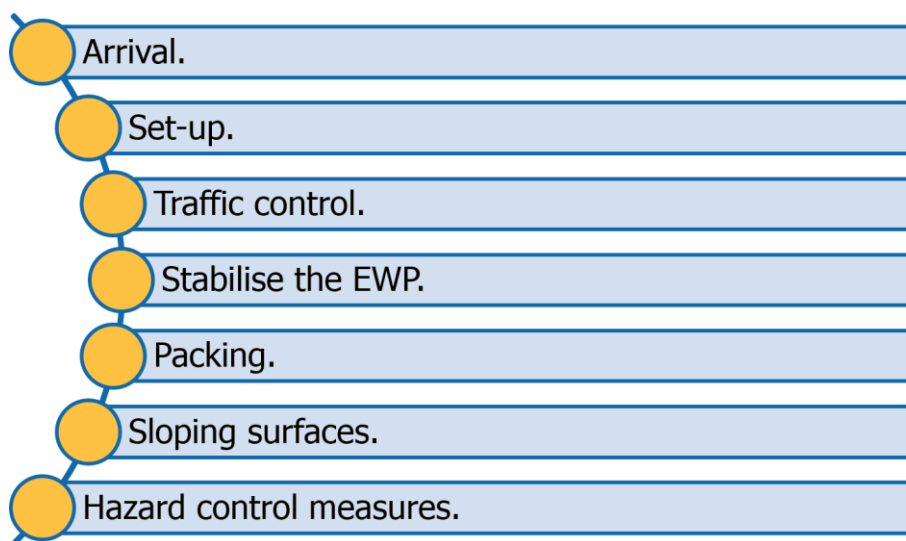 Arrival.
Set-up.
Traffic control.
Stabilise the EWP.
Packing.
Sloping surfaces.
Hazard control measures.